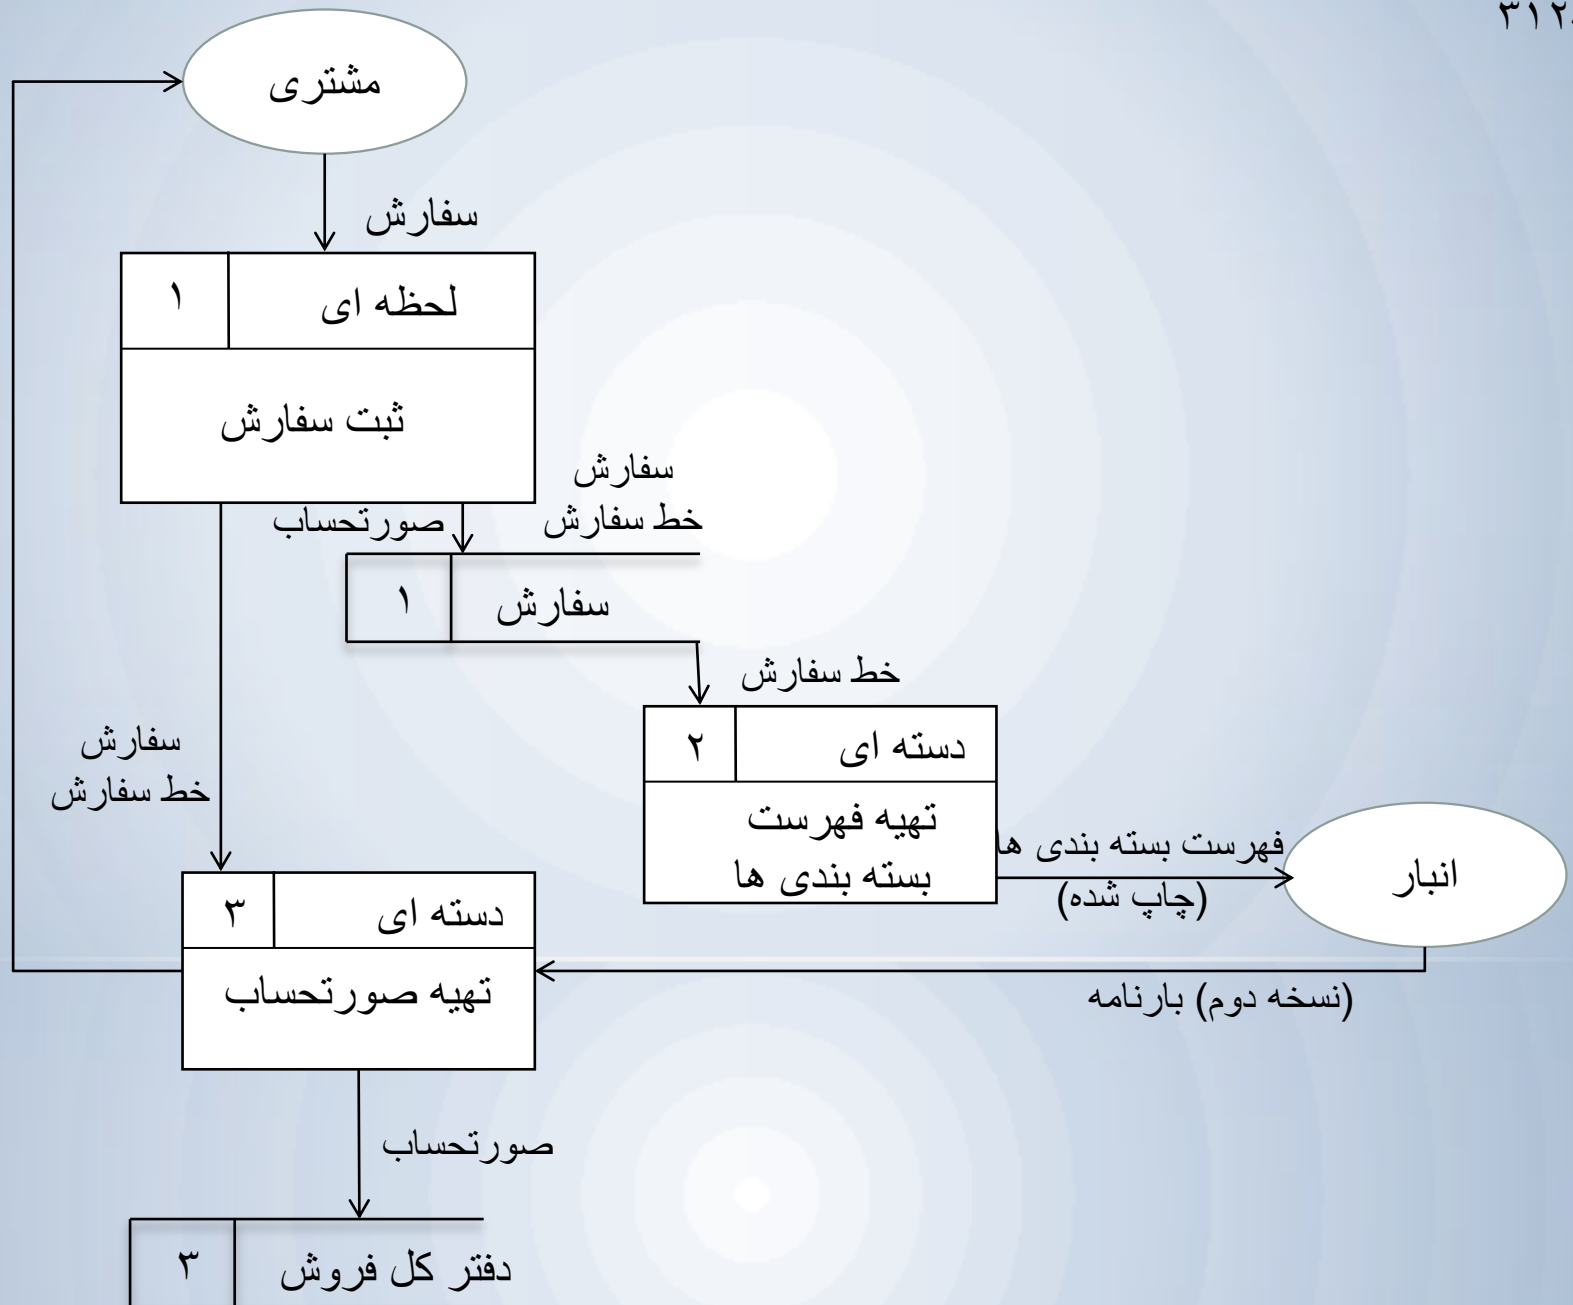 مشتری
سفارش
۱
لحظه ای
ثبت سفارش
سفارش
خط سفارش
صورتحساب
۱
سفارش
خط سفارش
۲
دسته ای
تهیه فهرست
بسته بندی ها
سفارش
خط سفارش
فهرست بسته بندی ها
(چاپ شده)
انبار
۳
دسته ای
تهیه صورتحساب
(نسخه دوم) بارنامه
صورتحساب
۳
دفتر کل فروش